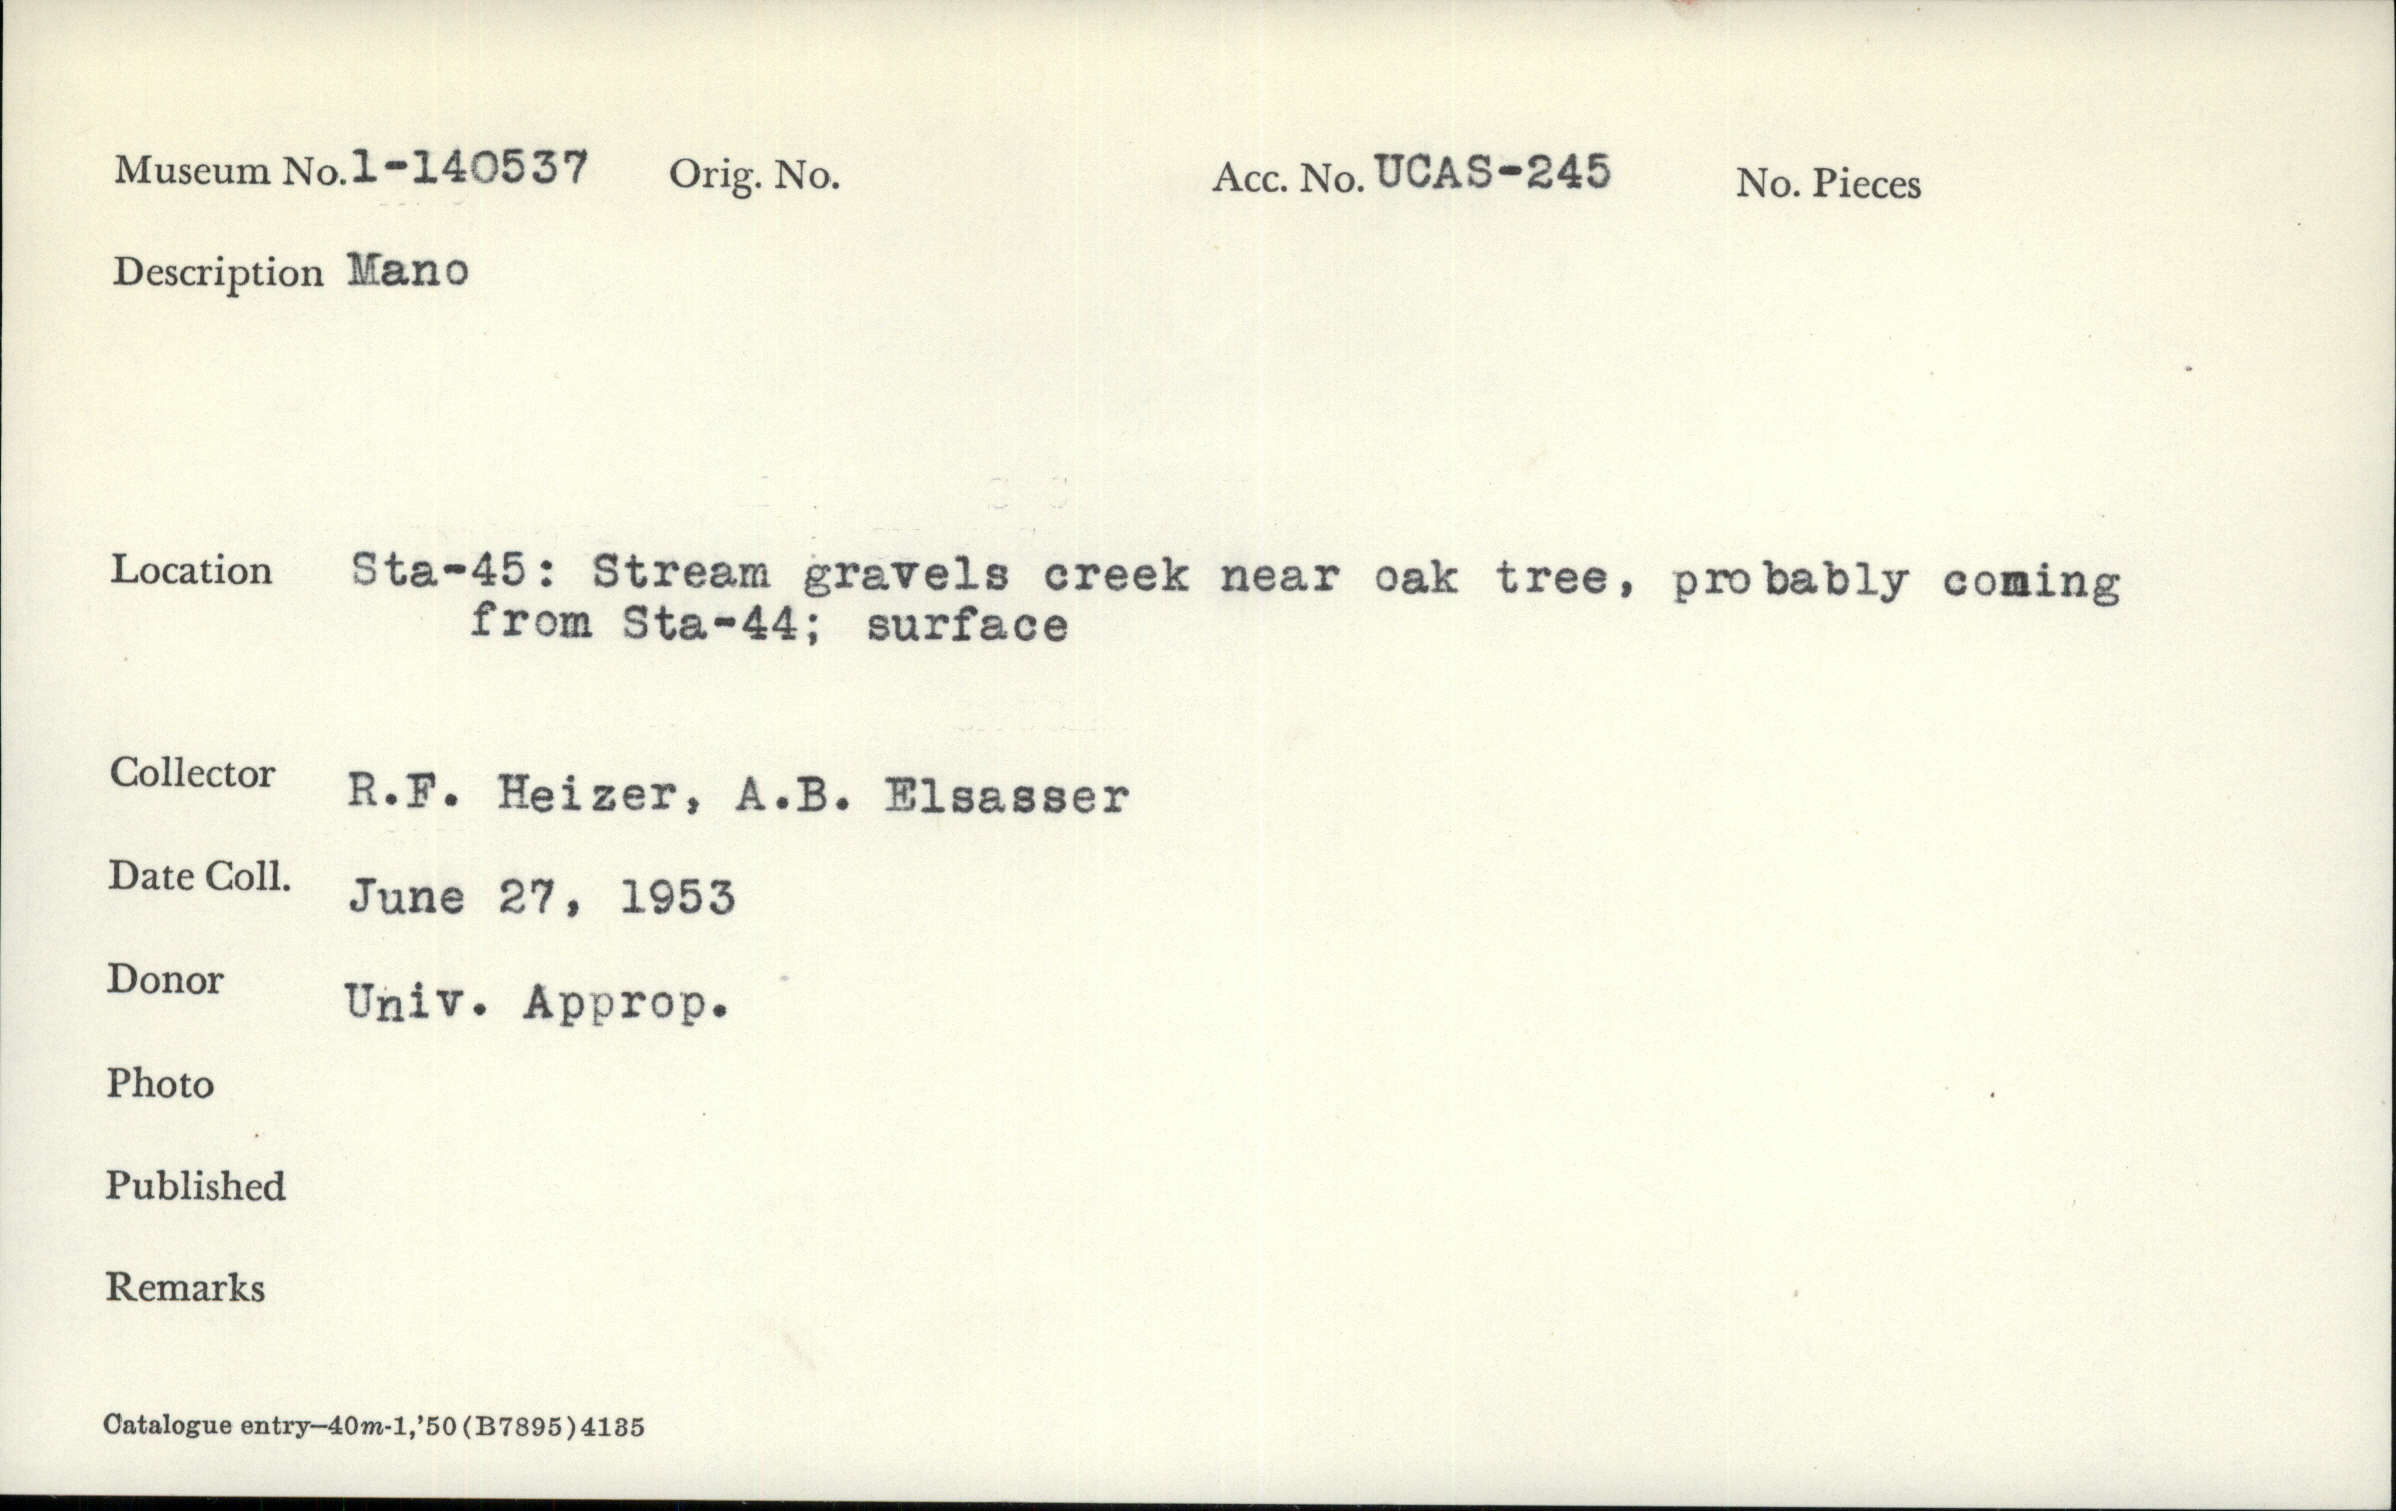 Museum No. 1-140537 Orig. No. Acc. No. UCAS-245 No. Pieces
Description Mano
Location Sta-45: Stream gravels creek near oak tree, probably coming
from Sta-44; surface
Collector R.F. Heizer, A.B. Elsasser
Date Coll. June 27, 1953
Donor Univ. Approp.
Photo
Published
Remarks
Catalogue entry—40m-1,'50(B7895)4135